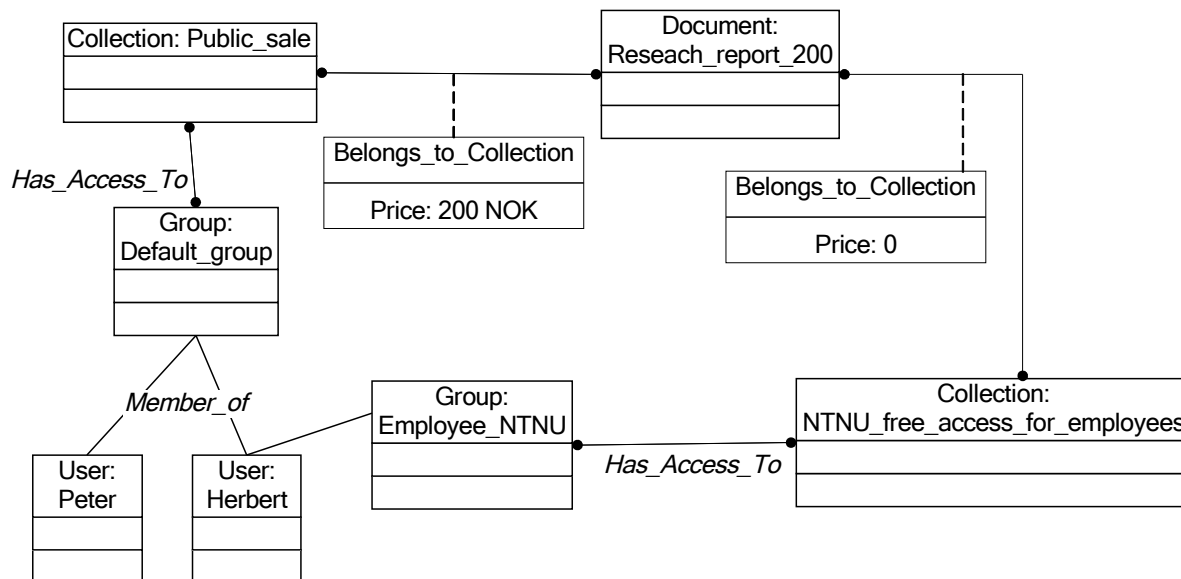 Collection: Public_sale
Document:
Reseach_report_200
Belongs_to_Collection
Price: 200 NOK
Belongs_to_Collection
Price: 0
Has_Access_To
Group:
Default_group
Member_of
User:
Peter
User:
Herbert
Group:
Employee_NTNU
Has_Access_To
Collection:
NTNU_free_access_for_employees